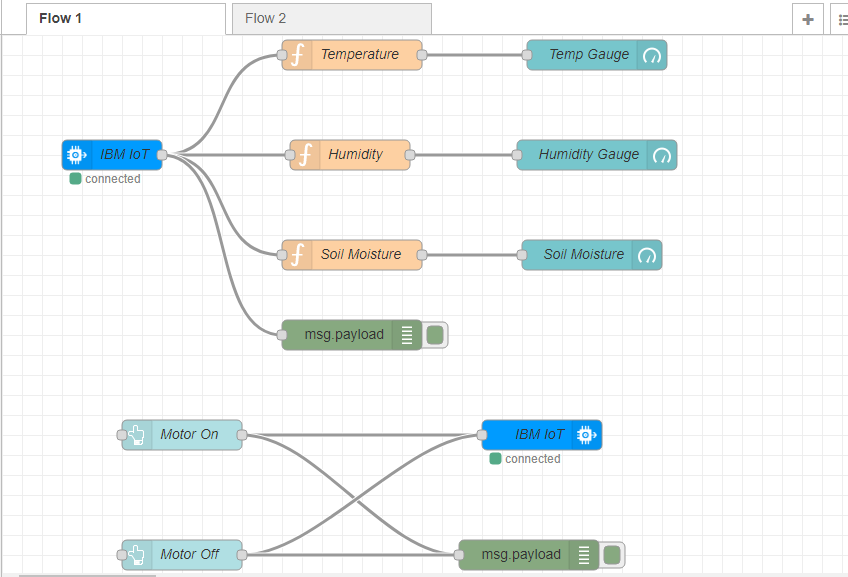 Flow 1
Flow 2
Temperature
Temp Gauge
IBM IoT
connected
Humidity
Humidity Gauge
Soil Moisture
Soil Moisture
msg.payload
Motor On
IBM IoT
connected
Motor Off
msg.payload